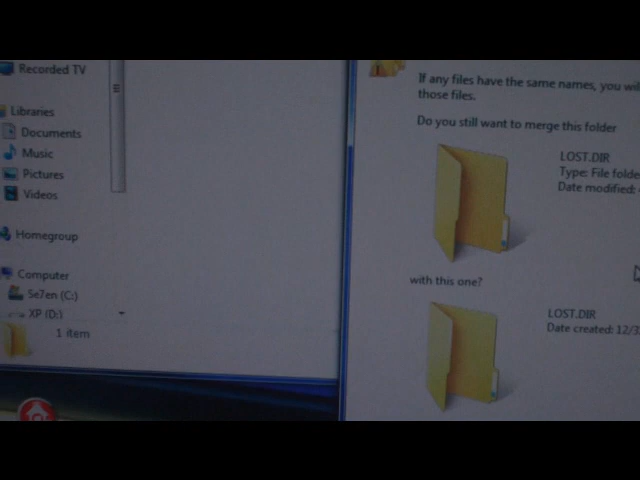 Recorded TV
Libraries
Documents
Music
Pictures
Videos
Homegroup
Computer
Se7en (C:)
XP (D:)
1 item
If any files have the same names, you will
those files.
Do you still want to merge this folder
LOST.DIR
Type: File folde
Date modified:
with this one?
LOST.DIR
Date created: 12/3